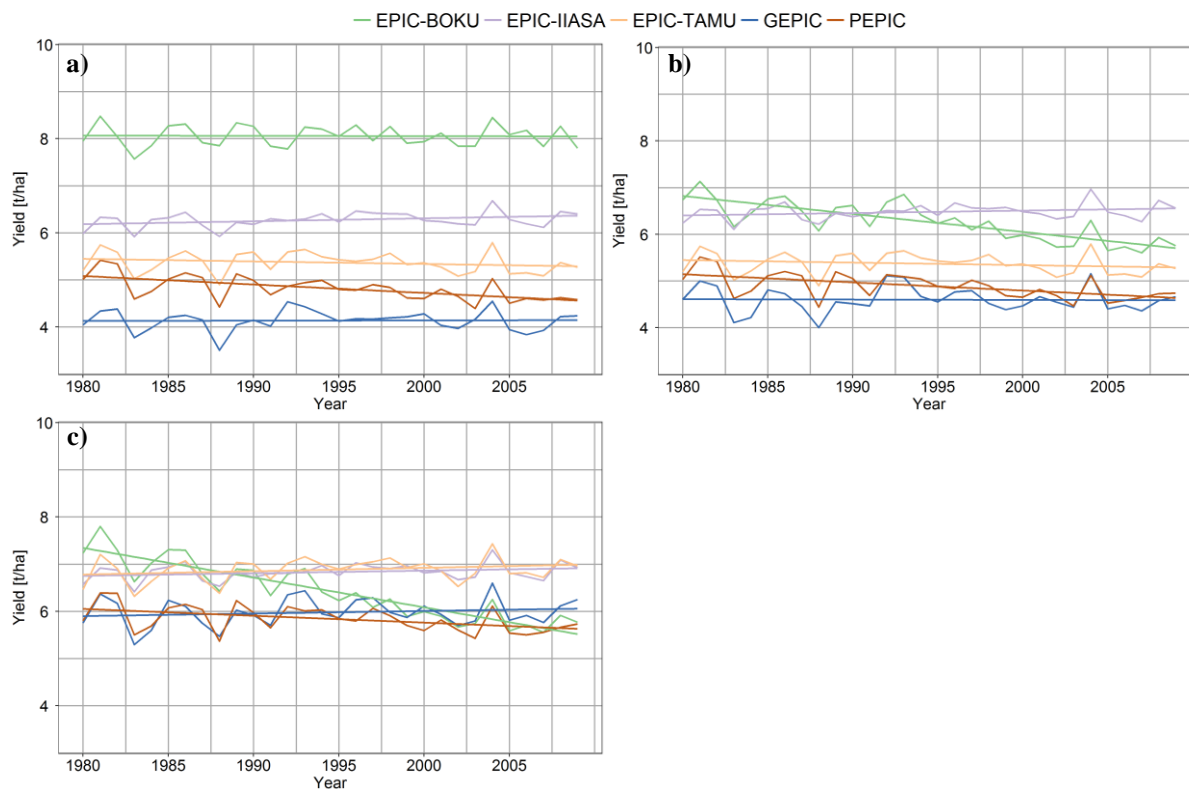 EPIC-BOKU EPIC-IIASA EPIC-TAMU GEPIC PEPIC
a)
10
8
6
4
Yield [t/ha]
1980 1985 1990 1995 2000 2005
Year
b)
10
8
6
4
Yield [t/ha]
1980 1985 1990 1995 2000 2005
Year
c)
10
8
6
4
Yield [t/ha]
1980 1985 1990 1995 2000 2005
Year